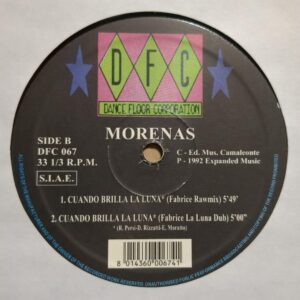 DFC
DANCE FLOOR CORPORATION
MORENAS
SIDE B
DFC 067
33 1/3 R.P.M.
S.I.A.E.
C - Ed. Mus. Camaleonte
P - 1992 Expanded Music
1. CUANDO BRILLA LA LUNA* (Fabrice Rawmix) 5'49'
2. CUANDO BRILLA LA LUNA* (Fabrice La Luna Dub) 5'00"
* (R. Persi-D. Rizzatti-E. Moratto)
8 014360 006741